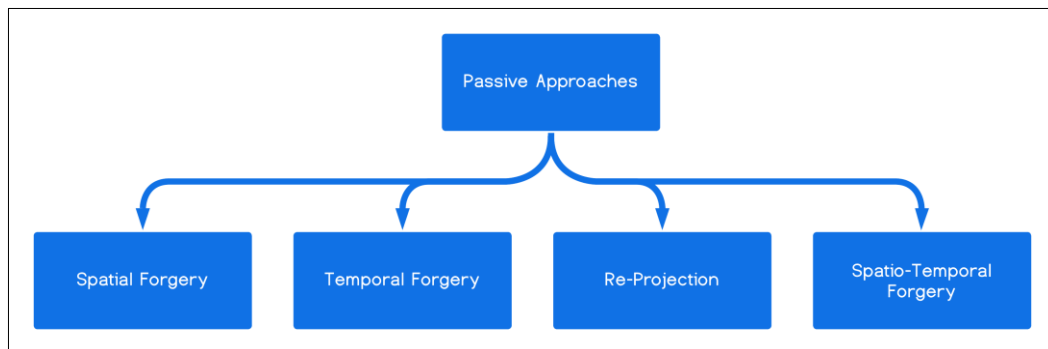 Passive Approaches
Spatial Forgery
Temporal Forgery
Re-Projection
Spatio-Temporal
Forgery